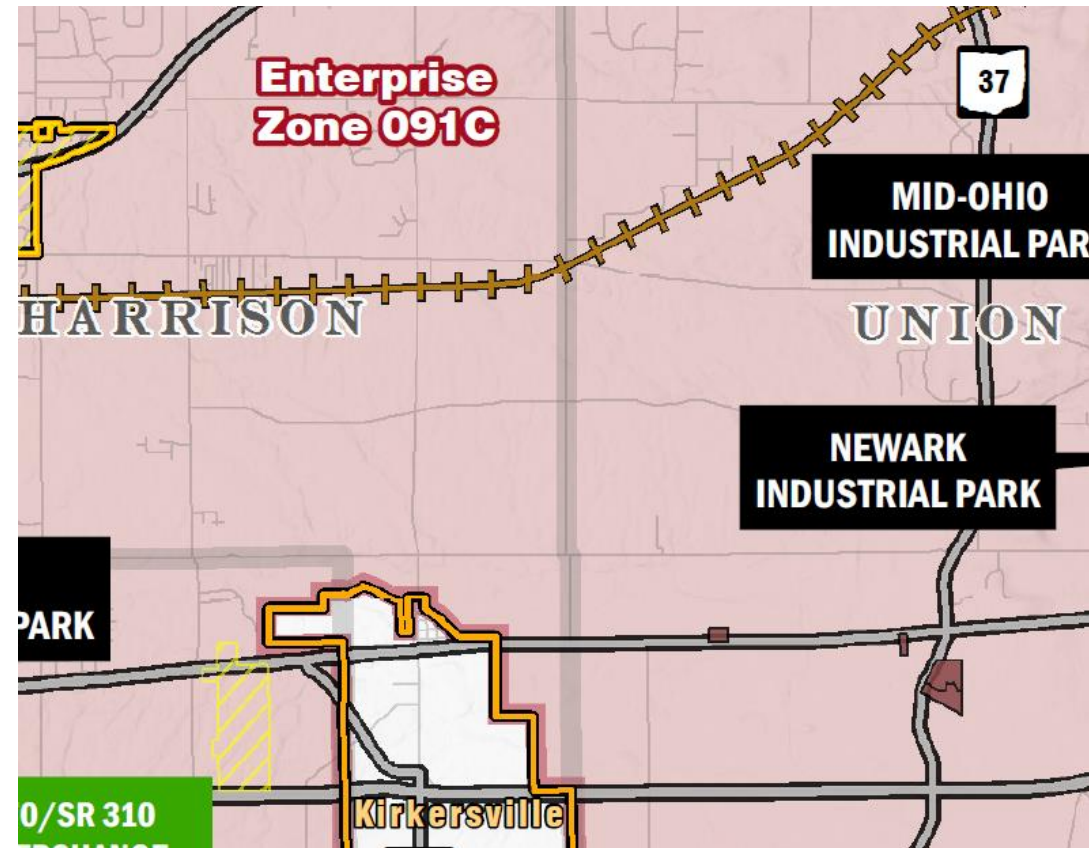 Enterprise
Zone 091C
37
MID-OHIO
INDUSTRIAL PAR
HARRISON
UNION
NEWARK
INDUSTRIAL PARK
PARK
0/SR 310
Kirkersville